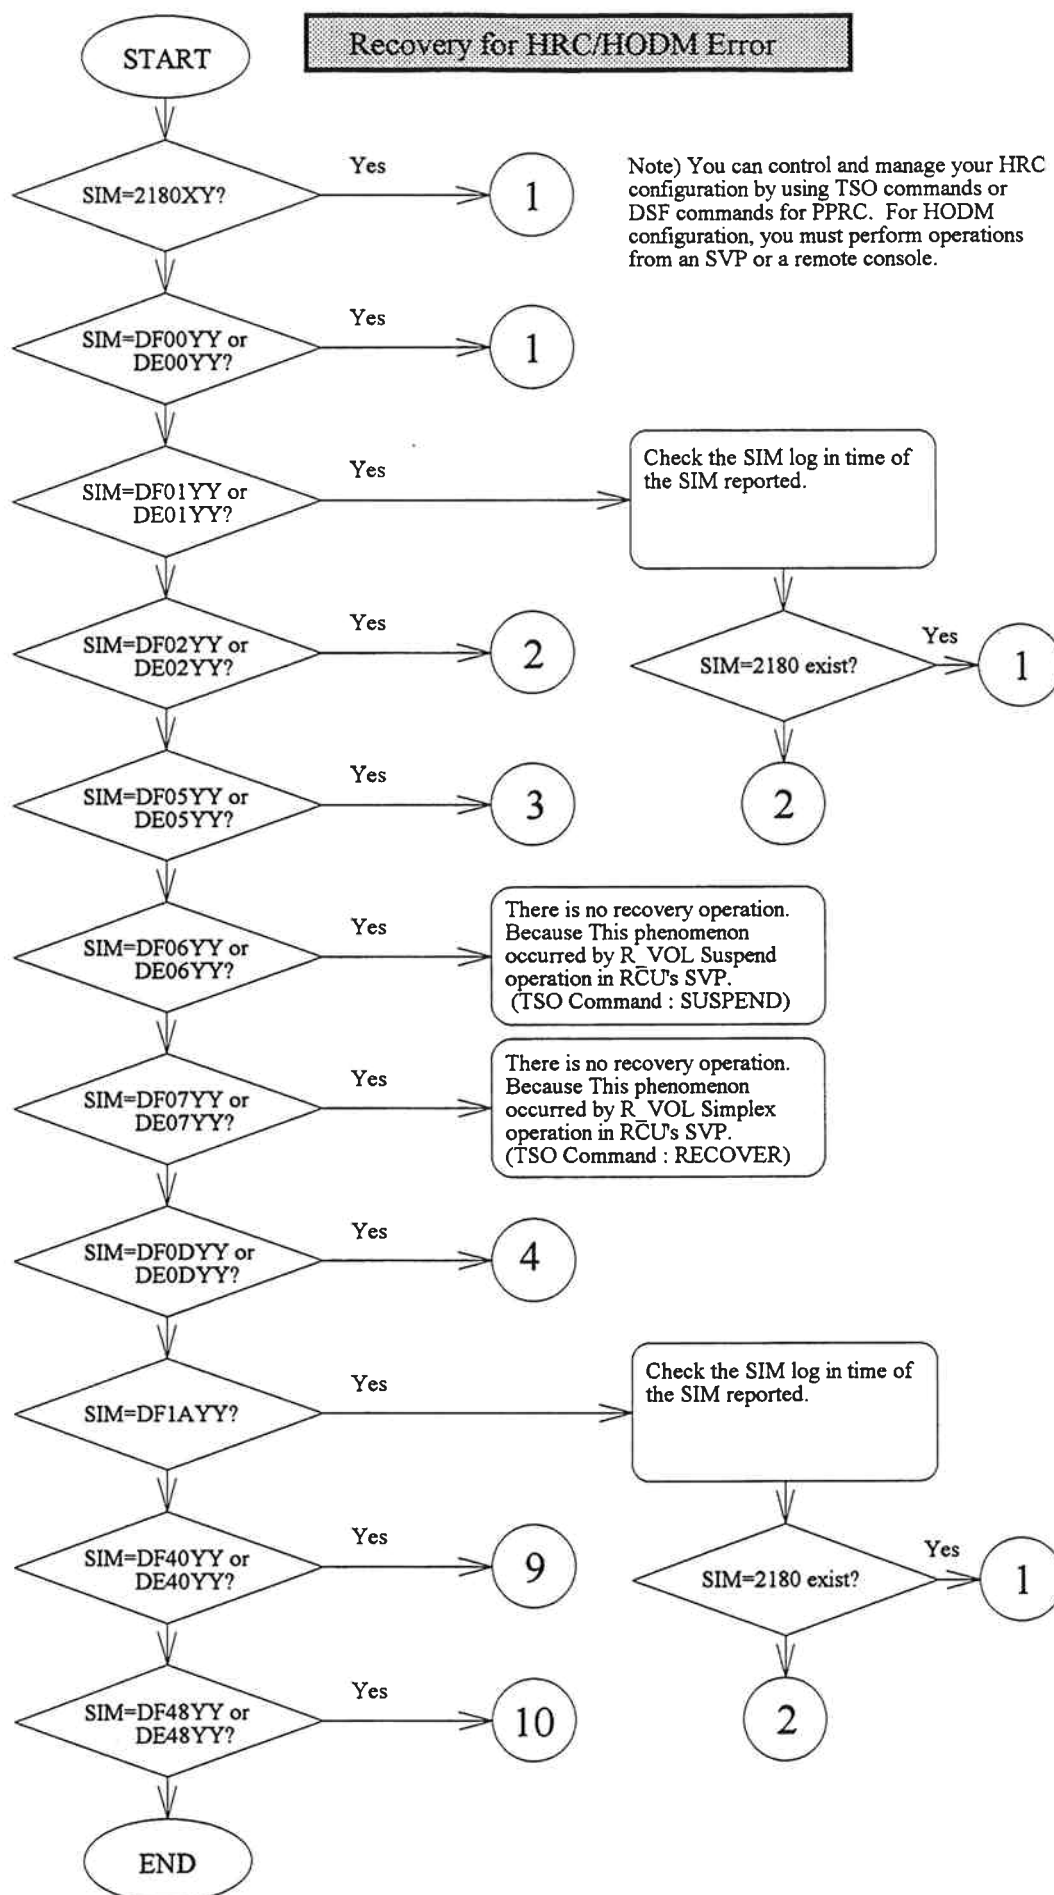 START
Recovery for HRC/HODM Error
SIM=2180XY?
Yes
1
Note) You can control and manage your HRC
configuration by using TSO commands or
DSF commands for PPRC. For HODM
configuration, you must perform operations
from an SVP or a remote console.
SIM=DF00YY or
DE00YY?
Yes
1
SIM=DF01YY or
DE01YY?
Yes
Check the SIM log in time of
the SIM reported.
SIM=2180 exist?
Yes
1
2
SIM=DF02YY or
DE02YY?
Yes
2
SIM=DF05YY or
DE05YY?
Yes
3
SIM=DF06YY or
DE06YY?
Yes
There is no recovery operation.
Because This phenomenon
occurred by R_VOL Suspend
operation in RCU's SVP.
(TSO Command : SUSPEND)
SIM=DF07YY or
DE07YY?
Yes
There is no recovery operation.
Because This phenomenon
occurred by R_VOL Simplex
operation in RCU's SVP.
(TSO Command : RECOVER)
SIM=DF0DYY or
DE0DYY?
Yes
4
SIM=DF1AYY?
Yes
Check the SIM log in time of
the SIM reported.
SIM=2180 exist?
Yes
1
2
SIM=DF40YY or
DE40YY?
Yes
9
SIM=DF48YY or
DE48YY?
Yes
10
END